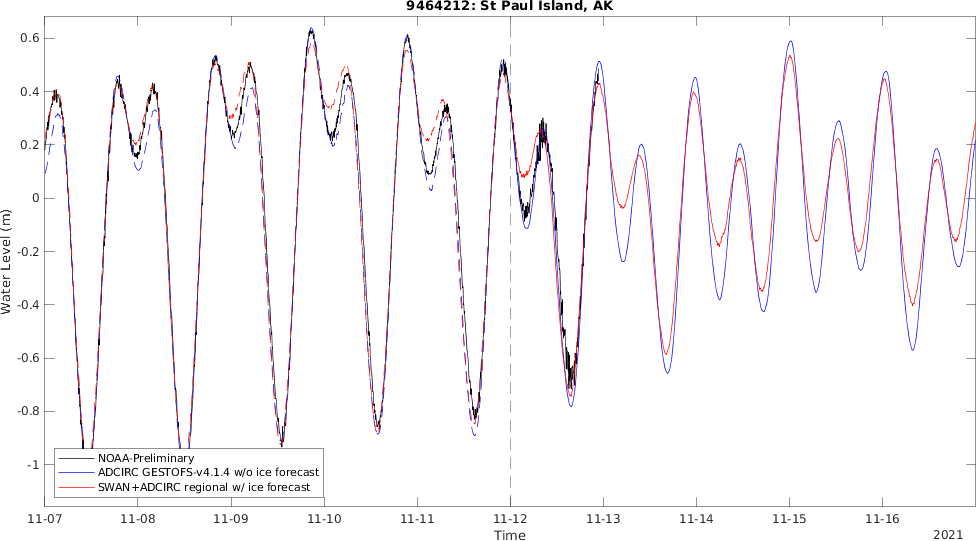 9464212: St Paul Island, AK
Water Level (m)
0.6
0.4
0.2
0
-0.2
-0.4
-0.6
-0.8
-1
NOAA-Preliminary
ADCIRC GESTOFS-v4.1.4 w/o ice forecast
SWAN+ADCIRC regional w/ ice forecast
11-07 11-08 11-09 11-10 11-11 11-12 11-13 11-14 11-15 11-16
Time
2021